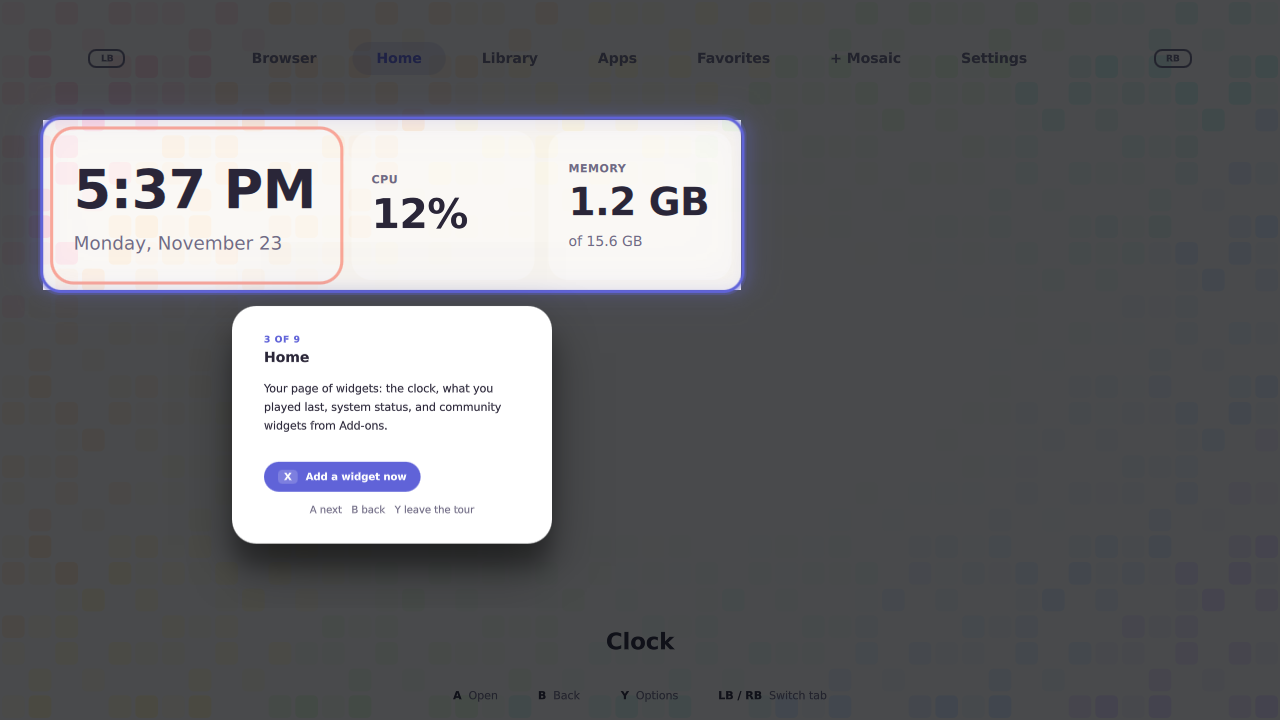 LB Browser Home Library Apps Favorites + Mosaic Settings RB
5:37 PM
Monday, November 23
CPU
12%
MEMORY
1.2 GB
of 15.6 GB
3 OF 9
Home
Your page of widgets: the clock, what you
played last, system status, and community
widgets from Add-ons.
X Add a widget now
A next B back Y leave the tour
Clock
A Open B Back Y Options LB / RB Switch tab